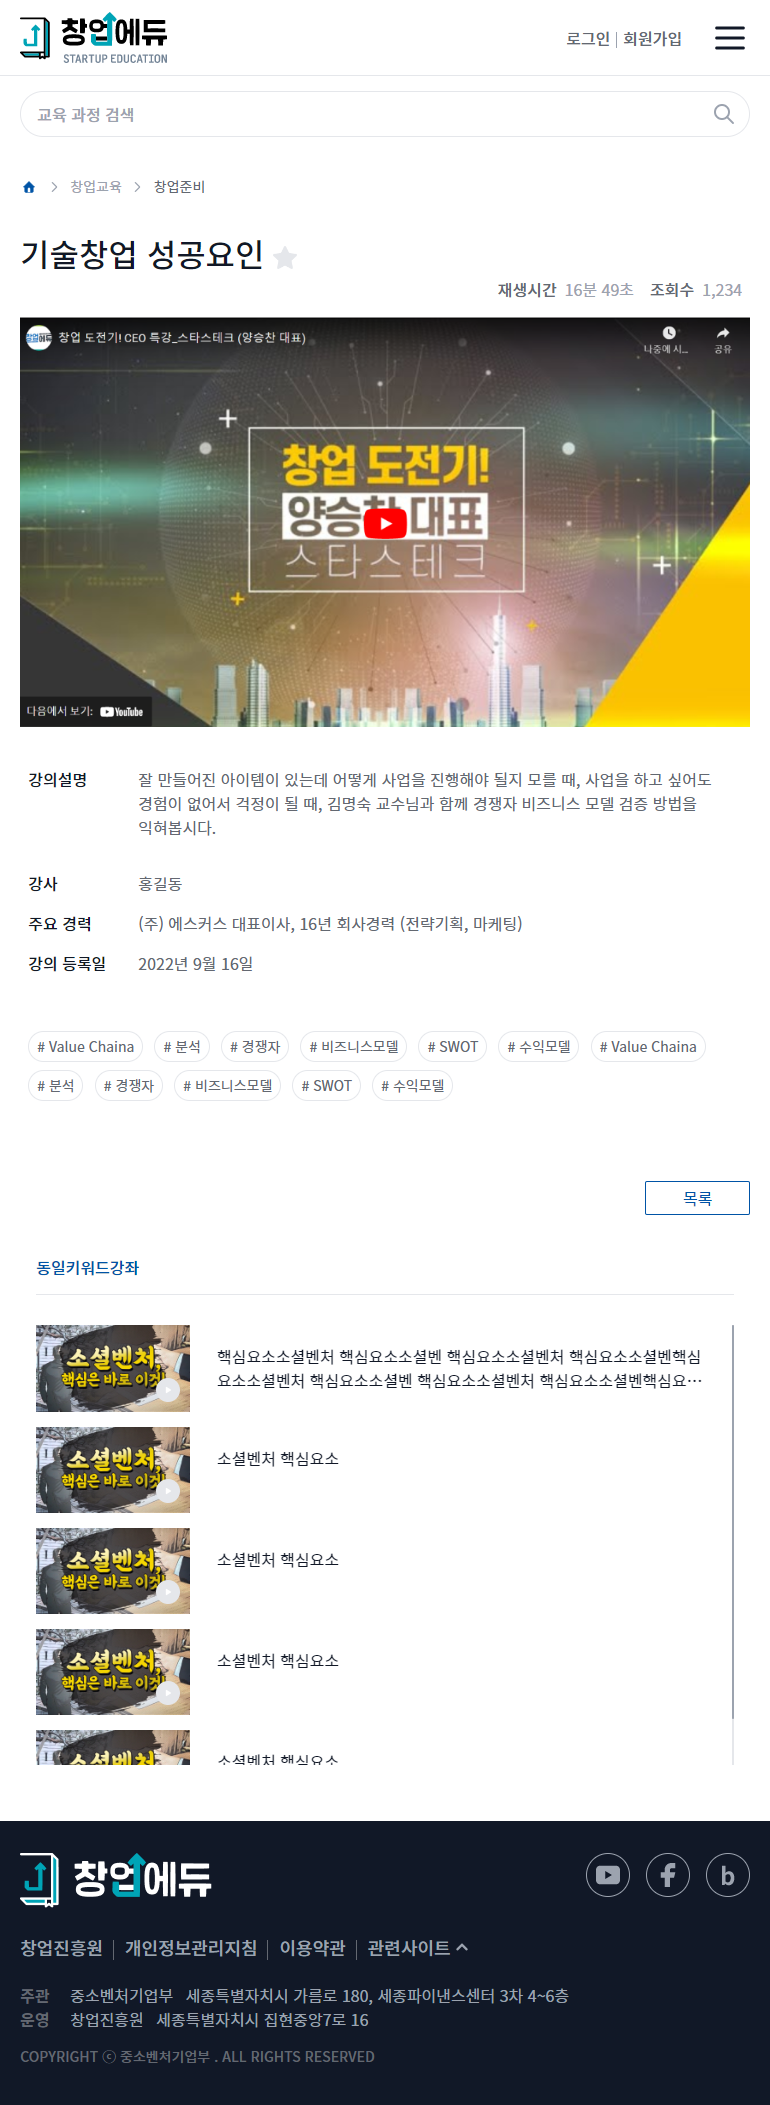 창업에듀
STARTUP EDUCATION
로그인 | 회원가입
교육 과정 검색
창업교육 > 창업준비
기술창업 성공요인
재생시간 16분 49초 조회수 1,234
창업에듀
창업 도전기! CEO 특강_스타스테크 (양승찬 대표)
나중에 시... 공유
창업 도전기!
양승찬 대표
스타스테크
다음에서 보기: YouTube
강의설명 잘 만들어진 아이템이 있는데 어떻게 사업을 진행해야 될지 모를 때, 사업을 하고 싶어도
경험이 없어서 걱정이 될 때, 김명숙 교수님과 함께 경쟁자 비즈니스 모델 검증 방법을
익혀봅시다.
강사 홍길동
주요 경력 (주) 에스커스 대표이사, 16년 회사경력 (전략기획, 마케팅)
강의 등록일 2022년 9월 16일
# Value Chaina # 분석 # 경쟁자 # 비즈니스모델 # SWOT # 수익모델 # Value Chaina
# 분석 # 경쟁자 # 비즈니스모델 # SWOT # 수익모델
목록
동일키워드강좌
소셜벤처,
핵심은 바로 이것!
핵심요소소셜벤처 핵심요소소셜벤 핵심요소소셜벤처 핵심요소소셜벤핵심
요소소셜벤처 핵심요소소셜벤 핵심요소소셜벤처 핵심요소소셜벤핵심요…
소셜벤처,
핵심은 바로 이것!
소셜벤처 핵심요소
소셜벤처,
핵심은 바로 이것!
소셜벤처 핵심요소
소셜벤처,
핵심은 바로 이것!
소셜벤처 핵심요소
소셜벤처,
소셜벤처 핵심요소
창업에듀
창업진흥원 | 개인정보관리지침 | 이용약관 | 관련사이트
주관 중소벤처기업부 세종특별자치시 가름로 180, 세종파이낸스센터 3차 4~6층
운영 창업진흥원 세종특별자치시 집현중앙7로 16
COPYRIGHT ⓒ 중소벤처기업부 . ALL RIGHTS RESERVED